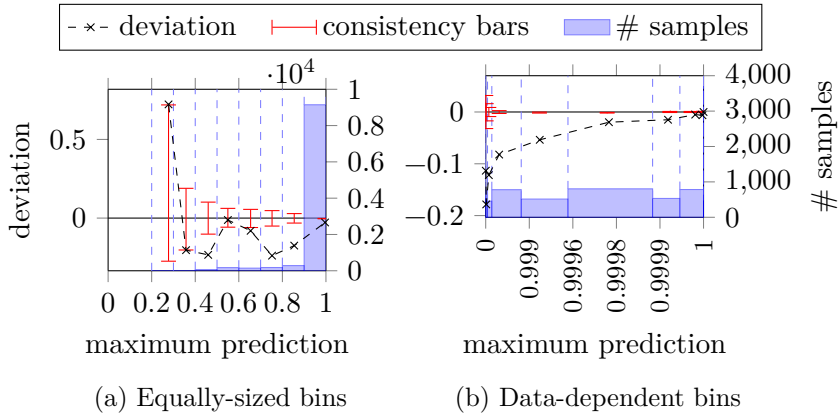 deviation consistency bars # samples
·10⁴
deviation
0.5
0
0 0.2 0.4 0.6 0.8 1
0
0.2
0.4
0.6
0.8
1
maximum prediction
(a) Equally-sized bins
0
−0.1
−0.2
0 0.999 0.9996 0.9998 0.9999 1
4,000
3,000
2,000
1,000
0
# samples
maximum prediction
(b) Data-dependent bins